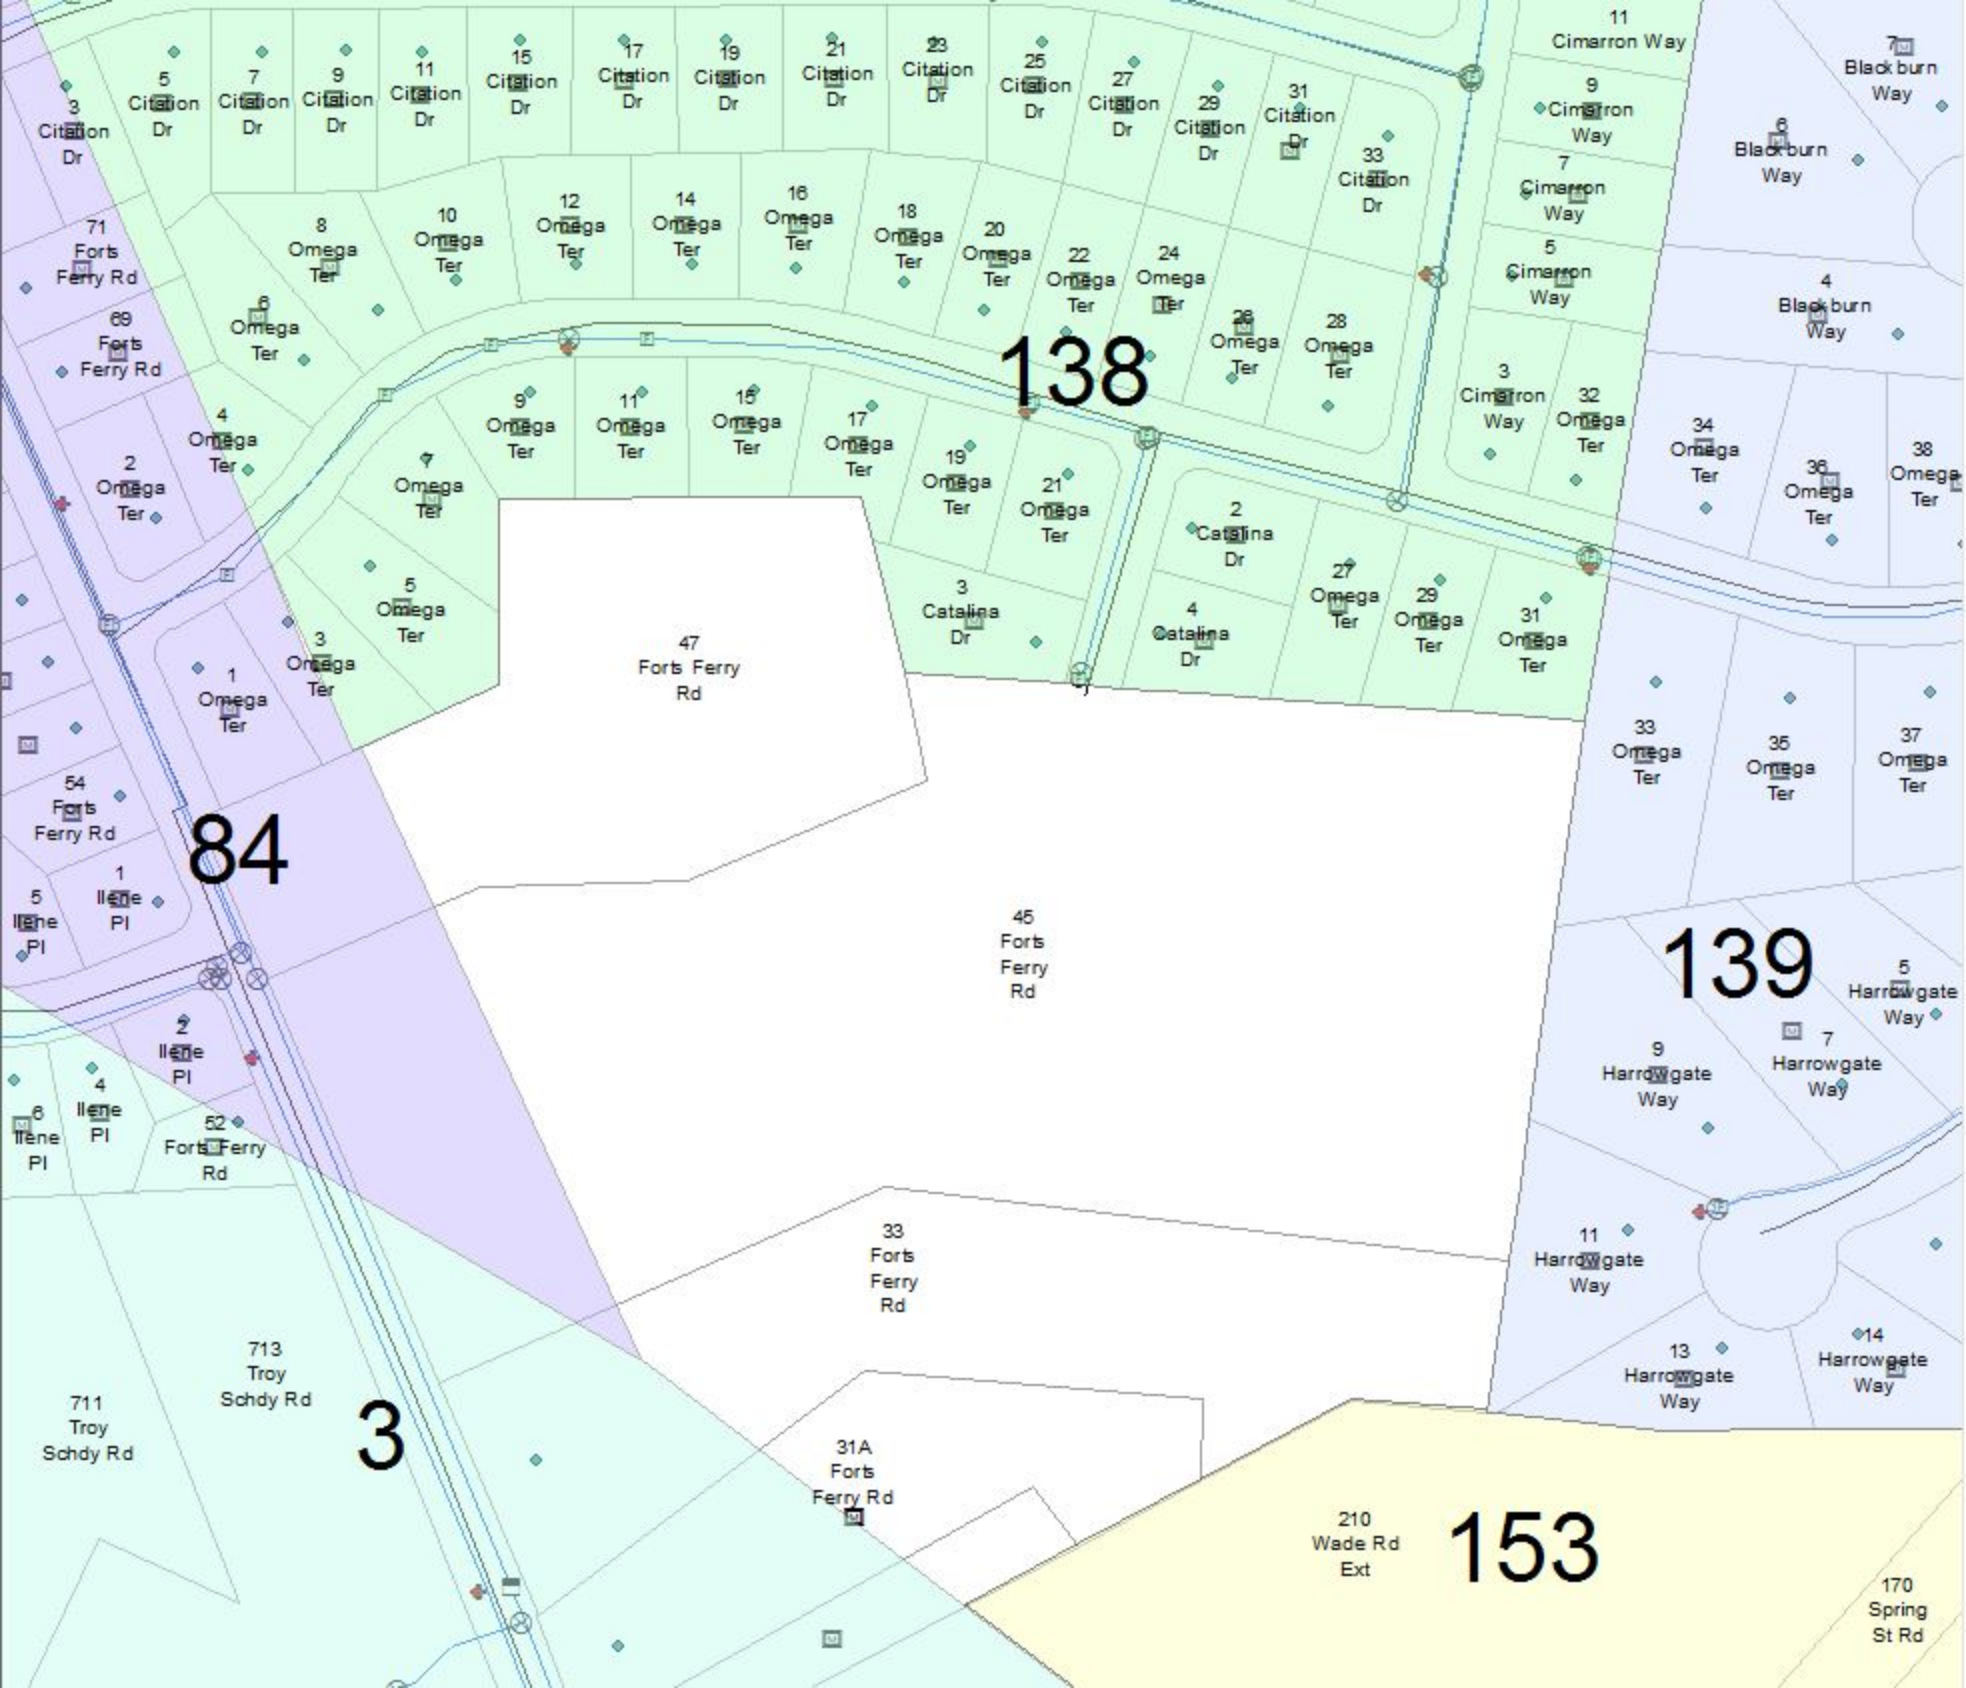 11
Cimarron Way
7
Blackburn
Way
3
Citation
Dr
5
Citation
Dr
7
Citation
Dr
9
Citation
Dr
11
Citation
Dr
15
Citation
Dr
17
Citation
Dr
19
Citation
Dr
21
Citation
Dr
23
Citation
Dr
25
Citation
Dr
27
Citation
Dr
29
Citation
Dr
31
Citation
Dr
33
Citation
Dr
9
Cimarron
Way
7
Cimarron
Way
5
Cimarron
Way
6
Blackburn
Way
4
Blackburn
Way
71
Forts
Ferry Rd
69
Forts
Ferry Rd
6
Omega
Ter
8
Omega
Ter
10
Omega
Ter
12
Omega
Ter
14
Omega
Ter
16
Omega
Ter
18
Omega
Ter
20
Omega
Ter
22
Omega
Ter
24
Omega
Ter
26
Omega
Ter
28
Omega
Ter
138
3
Cimarron
Way
32
Omega
Ter
34
Omega
Ter
36
Omega
Ter
38
Omega
Ter
2
Omega
Ter
4
Omega
Ter
7
Omega
Ter
9
Omega
Ter
11
Omega
Ter
15
Omega
Ter
17
Omega
Ter
19
Omega
Ter
21
Omega
Ter
2
Catalina
Dr
1
Omega
Ter
3
Omega
Ter
5
Omega
Ter
47
Forts Ferry
Rd
3
Catalina
Dr
4
Catalina
Dr
27
Omega
Ter
29
Omega
Ter
31
Omega
Ter
33
Omega
Ter
35
Omega
Ter
37
Omega
Ter
54
Forts
Ferry Rd
84
1
Ilene
Pl
5
Ilene
Pl
45
Forts
Ferry
Rd
139
5
Harrowgate
Way
7
Harrowgate
Way
9
Harrowgate
Way
2
Ilene
Pl
4
Ilene
Pl
6
Ilene
Pl
52
Forts Ferry
Rd
33
Forts
Ferry
Rd
11
Harrowgate
Way
13
Harrowgate
Way
14
Harrowgate
Way
713
Troy
Schdy Rd
711
Troy
Schdy Rd
3
31A
Forts
Ferry Rd
210
Wade Rd
Ext
153
170
Spring
St Rd